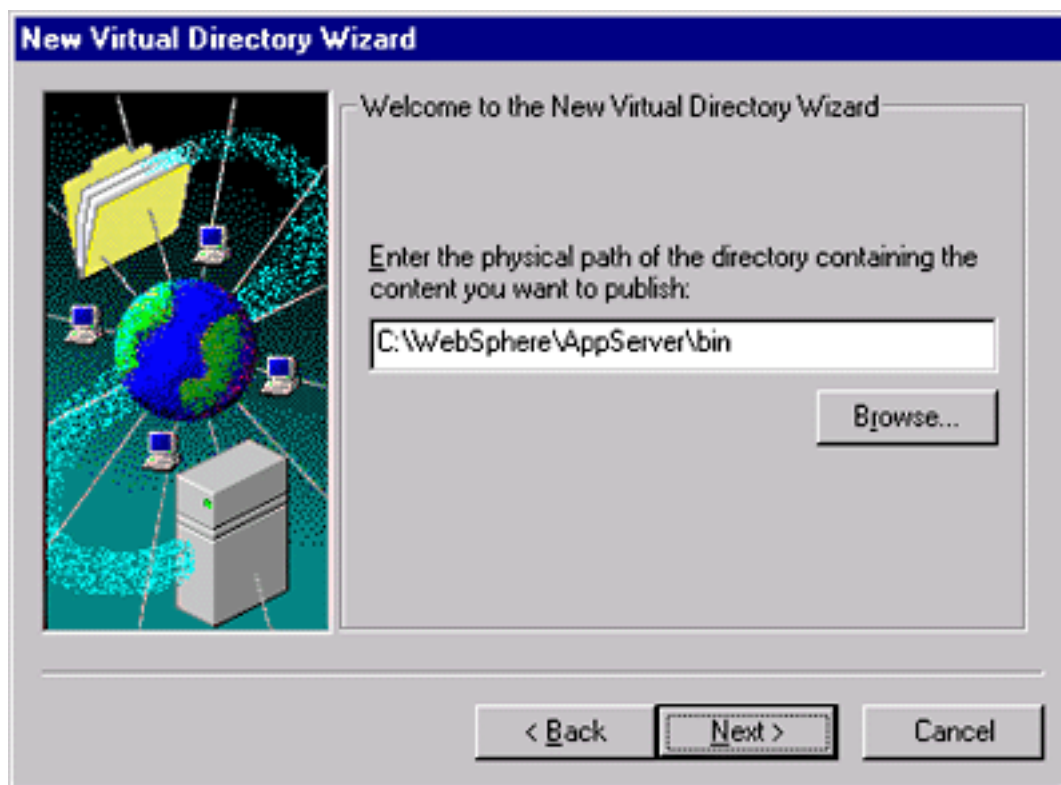 New Virtual Directory Wizard
Welcome to the New Virtual Directory Wizard
Enter the physical path of the directory containing the
content you want to publish:
C:\WebSphere\AppServer\bin
Browse...
< Back
Next >
Cancel